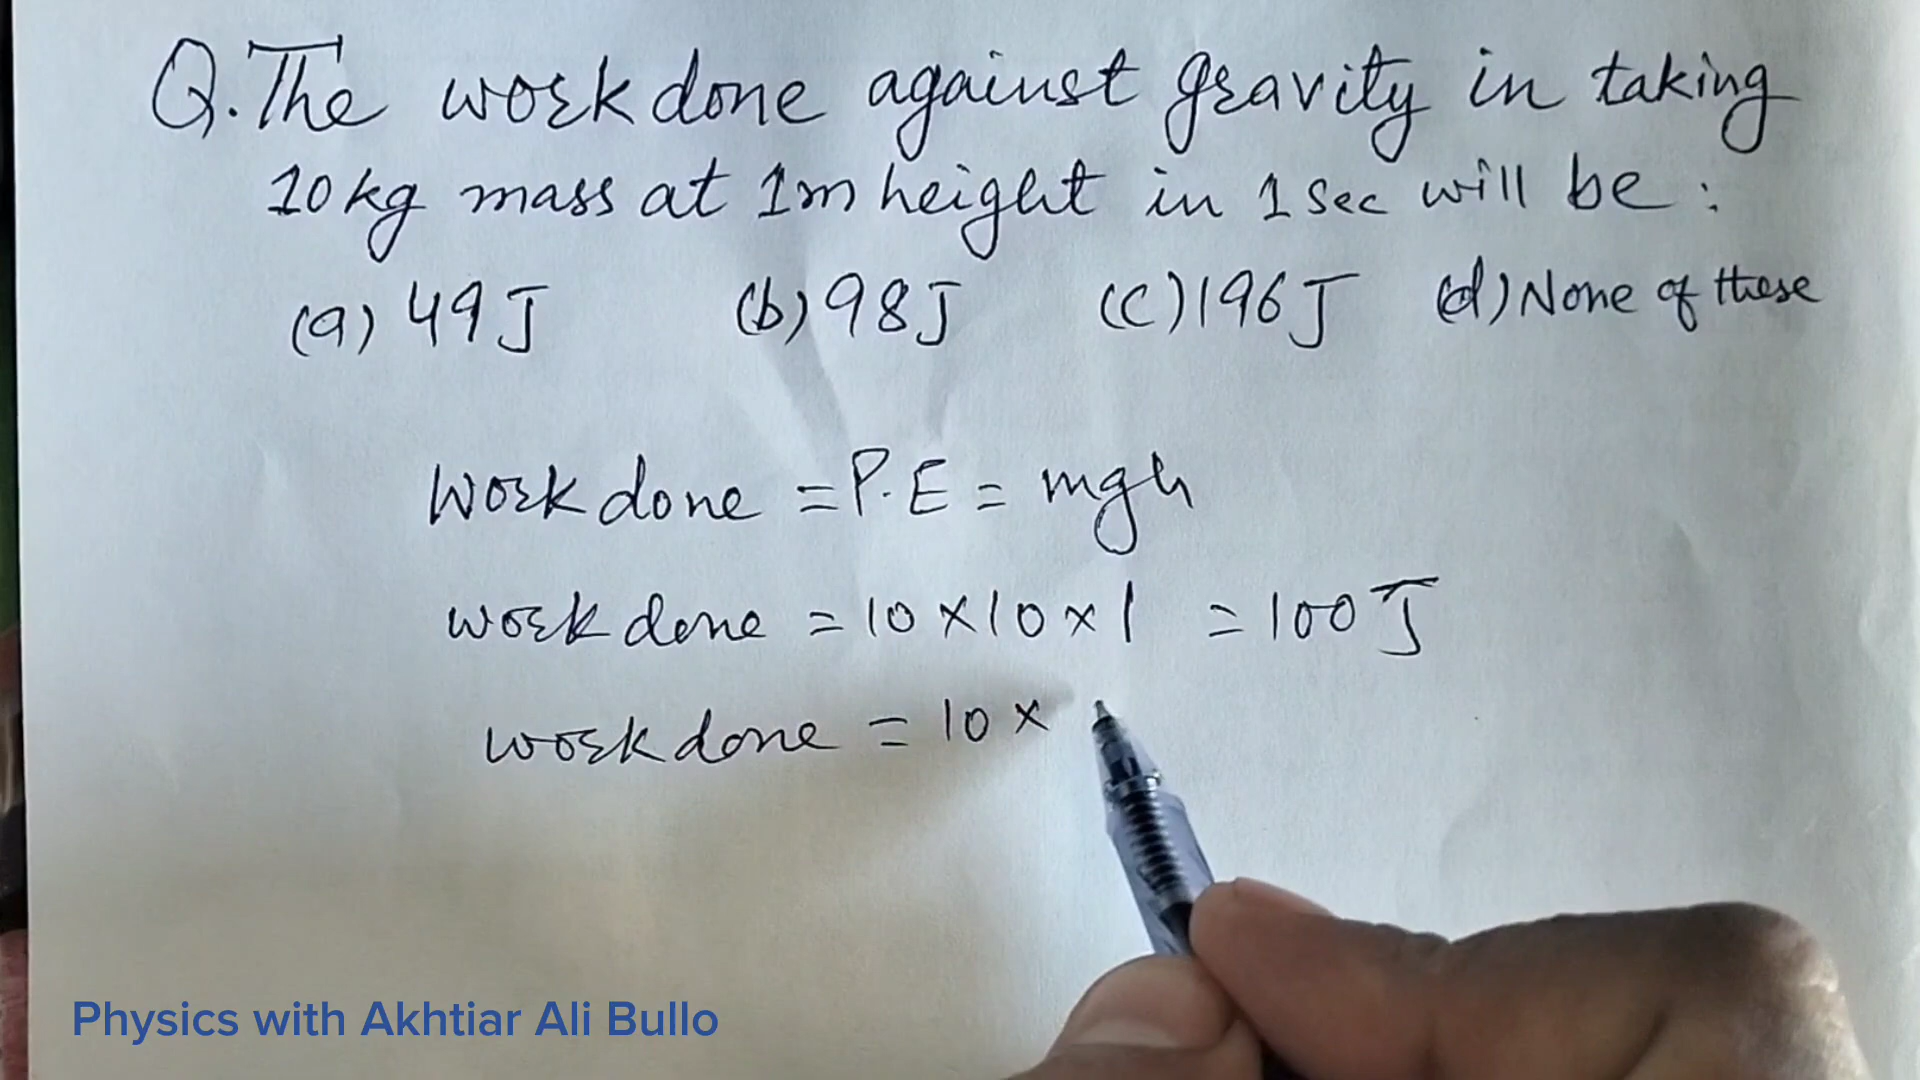 Q. The work done against gravity in taking
10kg mass at 1m height in 1 sec will be :
(a) 49 J (b) 98 J (c) 196 J (d) None of these
Work done = P.E = mgh
work done = 10 × 10 × 1 = 100 J
work done = 10 ×
Physics with Akhtiar Ali Bullo